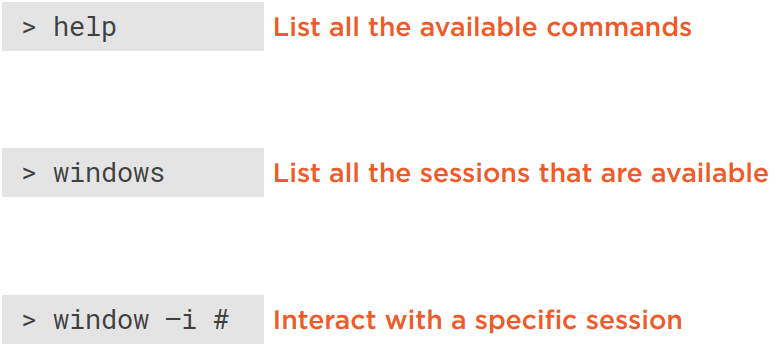 > help List all the available commands
> windows List all the sessions that are available
> window –i # Interact with a specific session